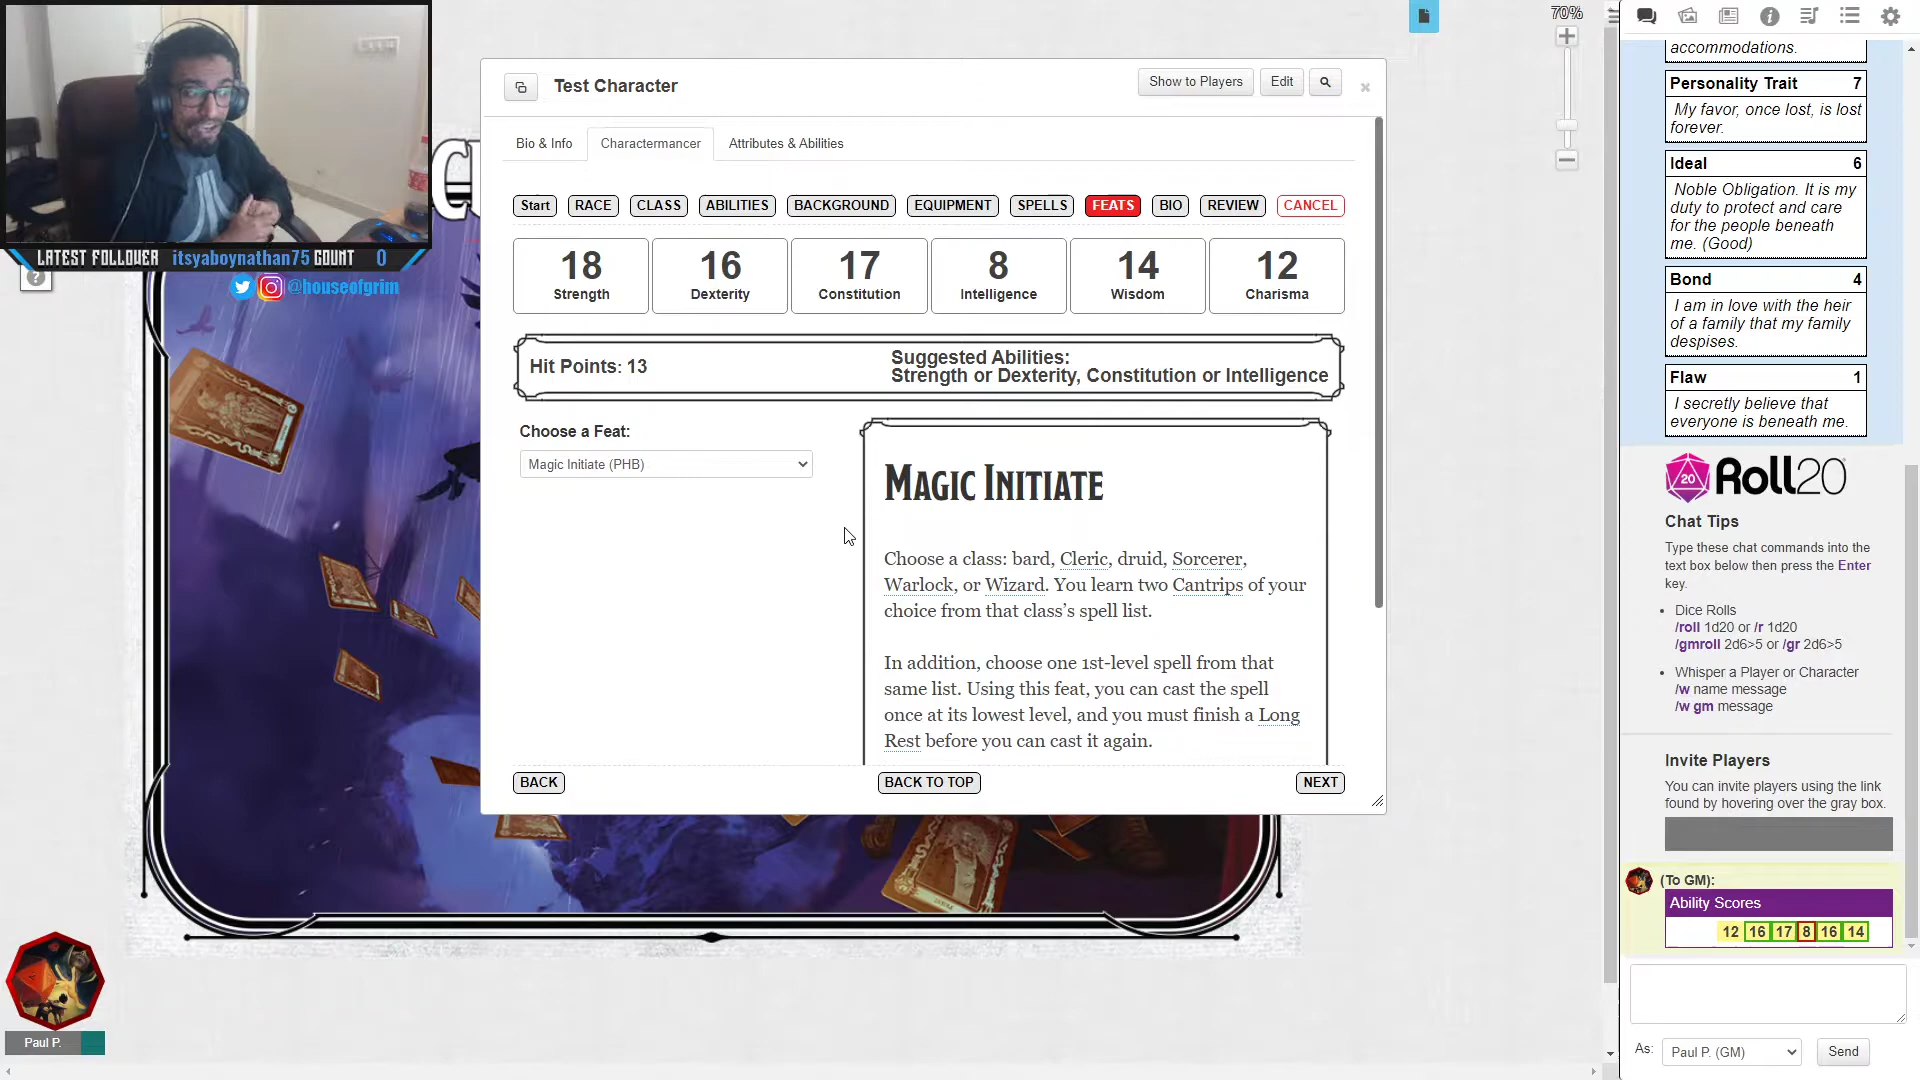 LATEST FOLLOWER itsyaboynathan75 COUNT 0
@houseofgrim
?
Paul P.
70%
Test Character
Show to Players
Edit
Bio & Info
Charactermancer
Attributes & Abilities
Start
RACE
CLASS
ABILITIES
BACKGROUND
EQUIPMENT
SPELLS
FEATS
BIO
REVIEW
CANCEL
18
Strength
16
Dexterity
17
Constitution
8
Intelligence
14
Wisdom
12
Charisma
Hit Points: 13
Suggested Abilities:
Strength or Dexterity, Constitution or Intelligence
Choose a Feat:
Magic Initiate (PHB)
Magic Initiate
Choose a class: bard, Cleric, druid, Sorcerer,
Warlock, or Wizard. You learn two Cantrips of your
choice from that class’s spell list.
In addition, choose one 1st-level spell from that
same list. Using this feat, you can cast the spell
once at its lowest level, and you must finish a Long
Rest before you can cast it again.
BACK
BACK TO TOP
NEXT
accommodations.
Personality Trait 7
My favor, once lost, is lost
forever.
Ideal 6
Noble Obligation. It is my
duty to protect and care
for the people beneath
me. (Good)
Bond 4
I am in love with the heir
of a family that my family
despises.
Flaw 1
I secretly believe that
everyone is beneath me.
20 Roll20
Chat Tips
Type these chat commands into the
text box below then press the Enter
key.
• Dice Rolls
/roll 1d20 or /r 1d20
/gmroll 2d6>5 or /gr 2d6>5
• Whisper a Player or Character
/w name message
/w gm message
Invite Players
You can invite players using the link
found by hovering over the gray box.
(To GM):
Ability Scores
12 16 17 8 16 14
As: Paul P. (GM)
Send